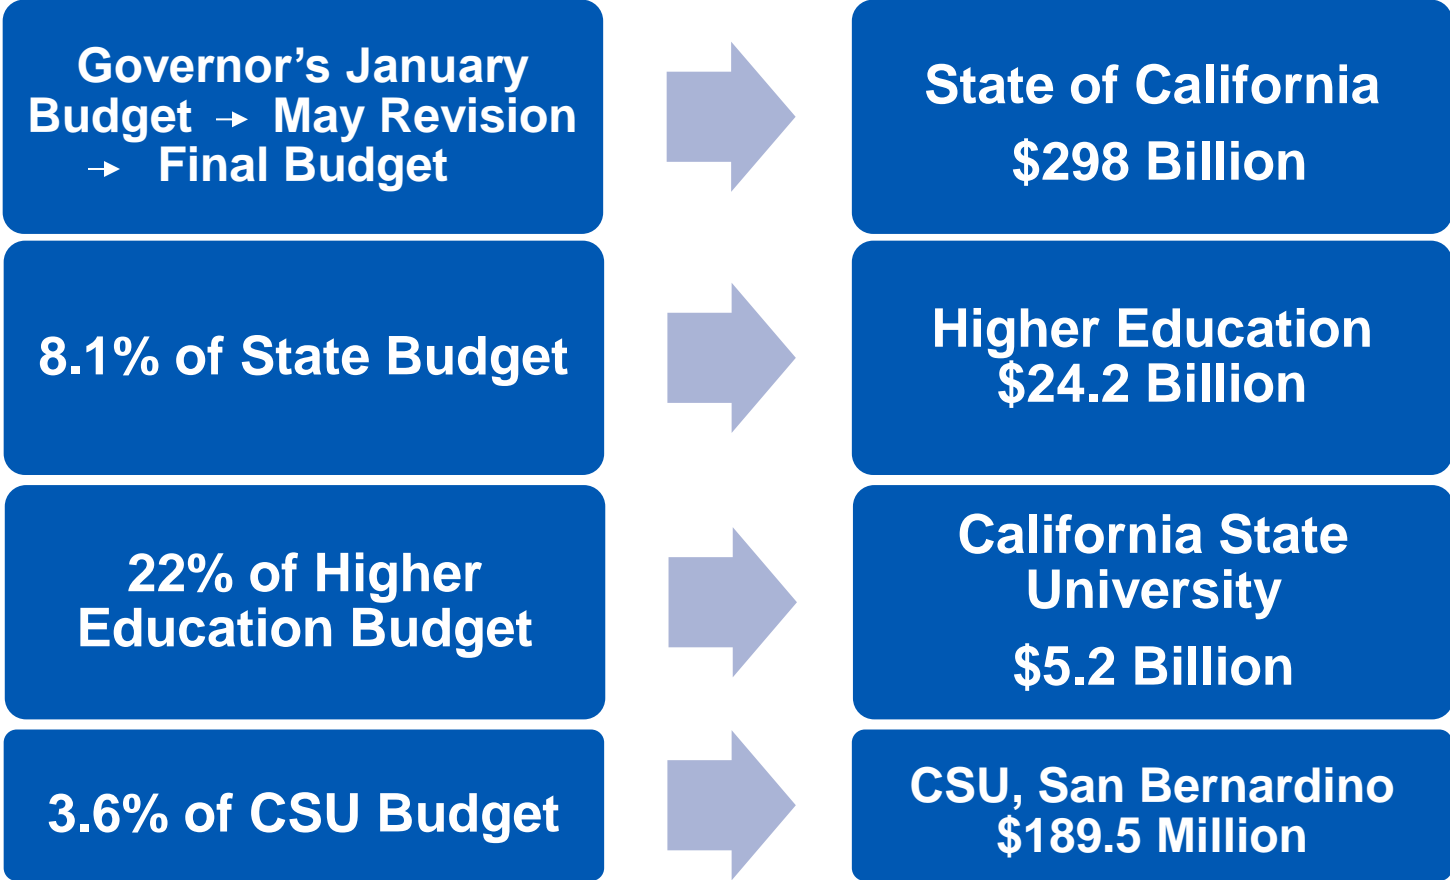 Governor’s January
Budget → May Revision
→ Final Budget
State of California
$298 Billion
8.1% of State Budget
Higher Education
$24.2 Billion
22% of Higher
Education Budget
California State
University
$5.2 Billion
3.6% of CSU Budget
CSU, San Bernardino
$189.5 Million